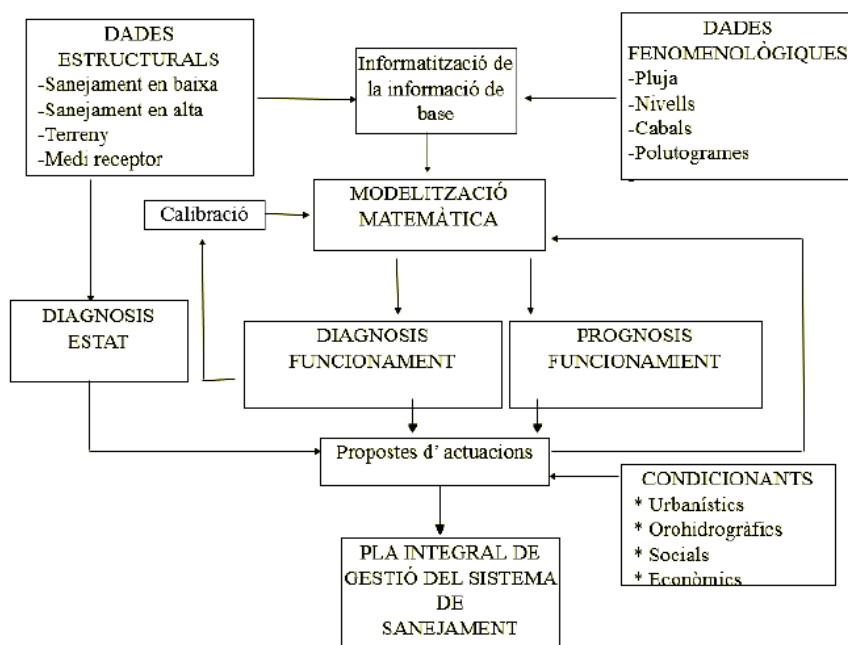 DADES
ESTRUCTURALS
-Sanejament en baixa
-Sanejament en alta
-Terreny
-Medi receptor
Informatització de
la informació de
base
DADES
FENOMENOLÒGIQUES
-Pluja
-Nivells
-Cabals
-Polutogrames
-
Calibració
MODELITZACIÓ
MATEMÀTICA
DIAGNOSIS
ESTAT
DIAGNOSIS
FUNCIONAMENT
PROGNOSIS
FUNCIONAMIENT
Propostes d' actuacions
CONDICIONANTS
* Urbanístics
* Orohidrogràfics
* Socials
* Econòmics
PLA INTEGRAL DE
GESTIÓ DEL SISTEMA
DE
SANEJAMENT